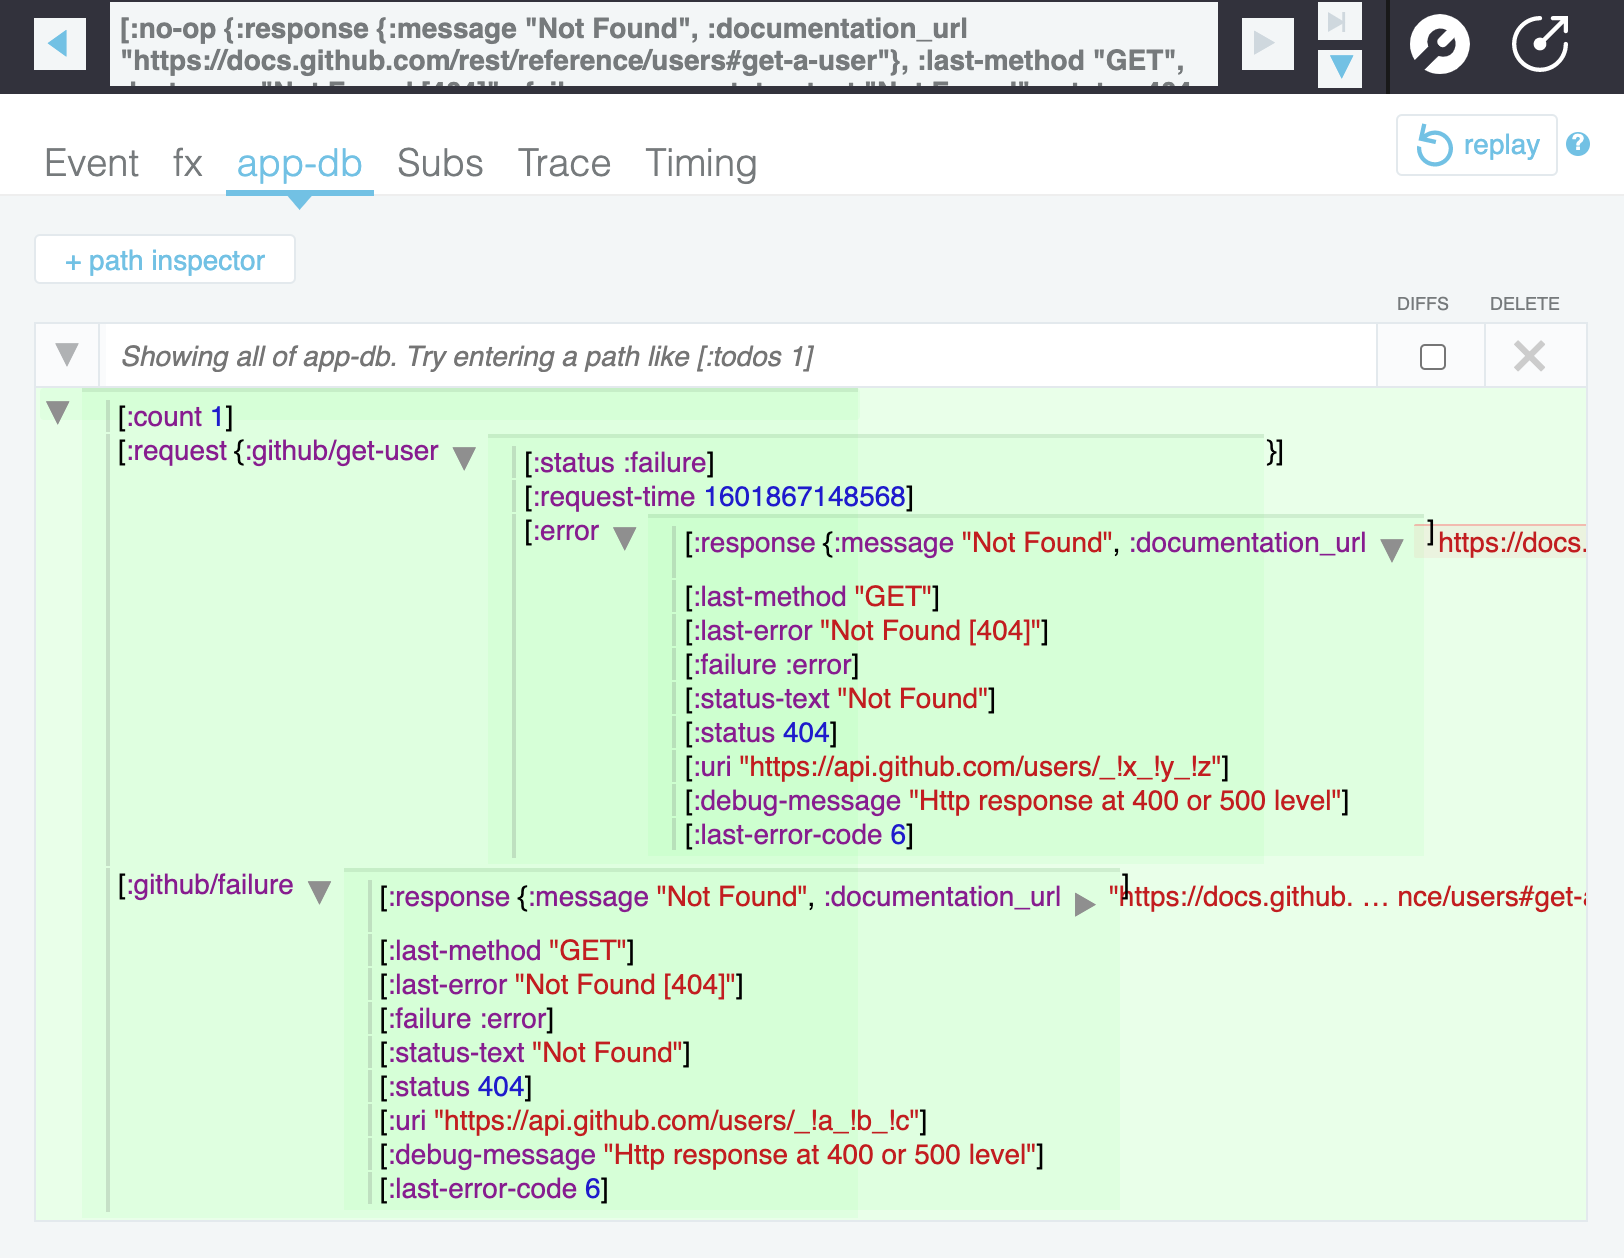 [:no-op {:response {:message "Not Found", :documentation_url
"https://docs.github.com/rest/reference/users#get-a-user"}, :last-method "GET",
Event fx app-db Subs Trace Timing
replay ?
+ path inspector
DIFFS DELETE
Showing all of app-db. Try entering a path like [:todos 1]
[:count 1]
[:request {:github/get-user }]
[:status :failure]
[:request-time 1601867148568]
[:error ]
[:response {:message "Not Found", :documentation_url https://docs.
[:last-method "GET"]
[:last-error "Not Found [404]"]
[:failure :error]
[:status-text "Not Found"]
[:status 404]
[:uri "https://api.github.com/users/_!x_!y_!z"]
[:debug-message "Http response at 400 or 500 level"]
[:last-error-code 6]
[:github/failure ]
[:response {:message "Not Found", :documentation_url "https://docs.github. ... nce/users#get-a
[:last-method "GET"]
[:last-error "Not Found [404]"]
[:failure :error]
[:status-text "Not Found"]
[:status 404]
[:uri "https://api.github.com/users/_!a_!b_!c"]
[:debug-message "Http response at 400 or 500 level"]
[:last-error-code 6]